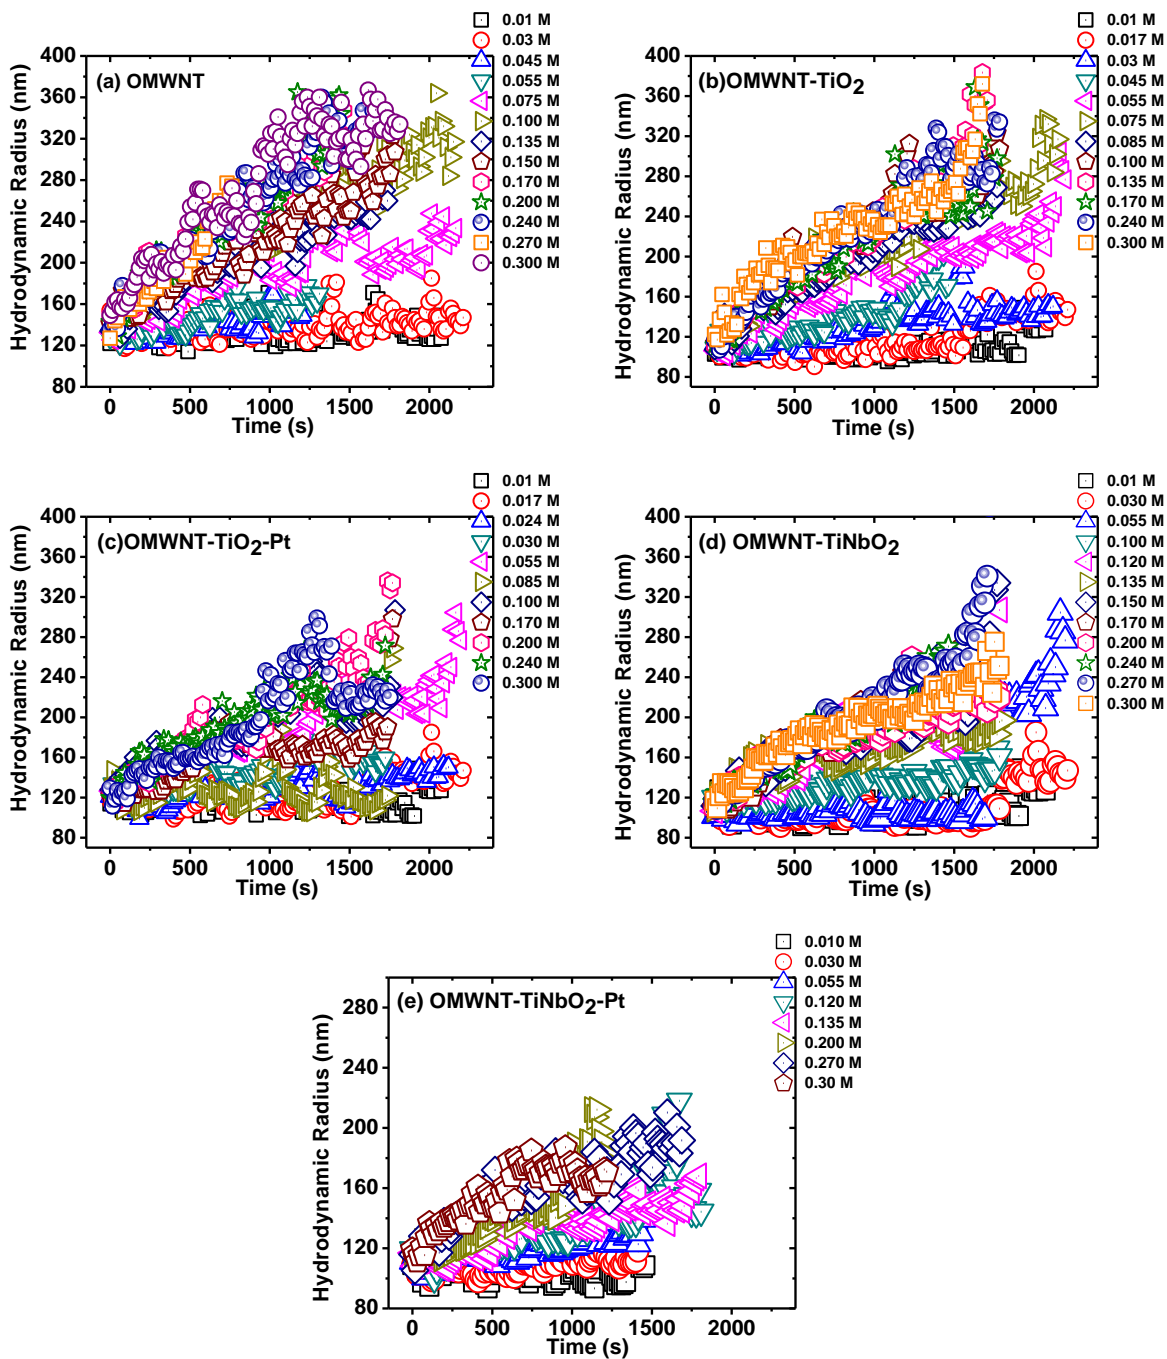 0.01 M
0.03 M
0.045 M
0.055 M
0.075 M
0.100 M
0.135 M
0.150 M
0.170 M
0.200 M
0.240 M
0.270 M
0.300 M
(a) OMWNT
Hydrodynamic Radius (nm)
400
360
320
280
240
200
160
120
80
0 500 1000 1500 2000
Time (s)
0.01 M
0.017 M
0.03 M
0.045 M
0.055 M
0.075 M
0.085 M
0.100 M
0.135 M
0.170 M
0.240 M
0.300 M
(b)OMWNT-TiO2
Hydrodynamic Radius (nm)
400
360
320
280
240
200
160
120
80
0 500 1000 1500 2000
Time (s)
0.01 M
0.017 M
0.024 M
0.030 M
0.055 M
0.085 M
0.100 M
0.170 M
0.200 M
0.240 M
0.300 M
(c)OMWNT-TiO2-Pt
Hydrodynamic Radius (nm)
400
360
320
280
240
200
160
120
80
0 500 1000 1500 2000
Time (s)
0.01 M
0.030 M
0.055 M
0.100 M
0.120 M
0.135 M
0.150 M
0.170 M
0.200 M
0.240 M
0.270 M
0.300 M
(d) OMWNT-TiNbO2
Hydrodynamic Radius (nm)
400
360
320
280
240
200
160
120
80
0 500 1000 1500 2000
Time (s)
0.010 M
0.030 M
0.055 M
0.120 M
0.135 M
0.200 M
0.270 M
0.30 M
(e) OMWNT-TiNbO2-Pt
Hydrodynamic Radius (nm)
280
240
200
160
120
80
0 500 1000 1500 2000
Time (s)